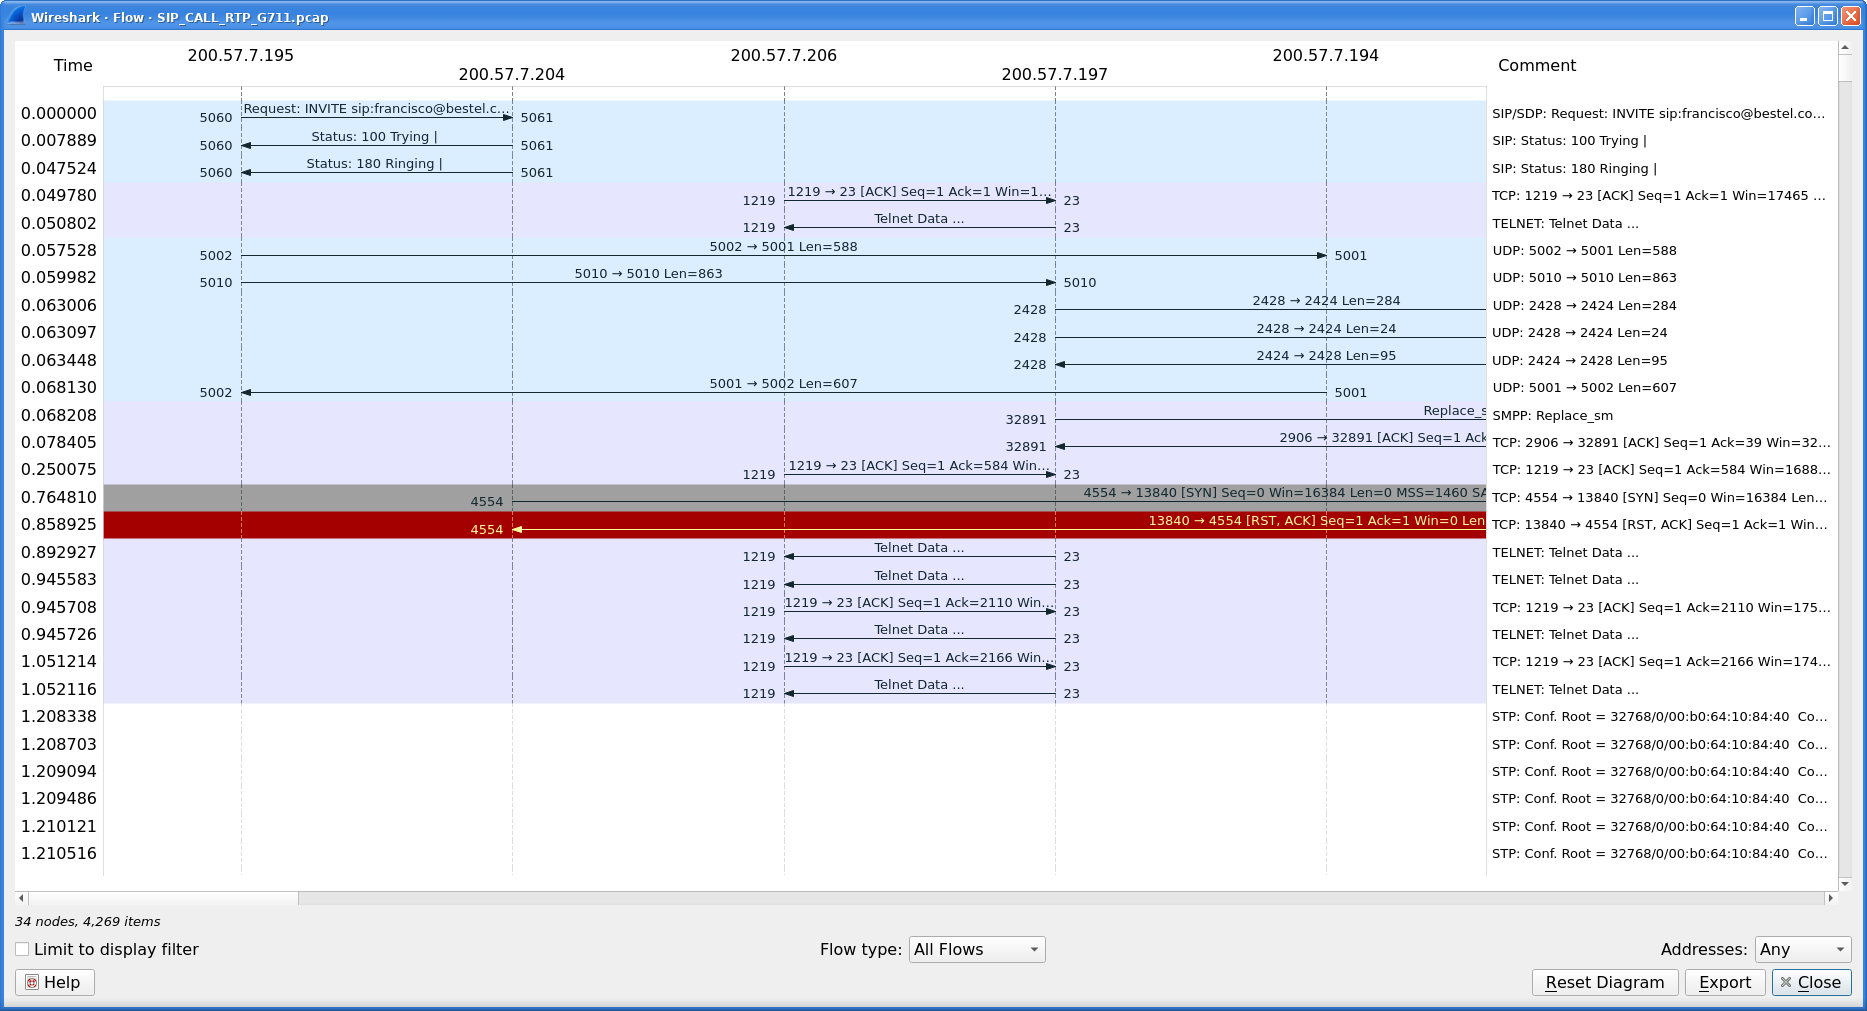 Wireshark · Flow · SIP_CALL_RTP_G711.pcap
200.57.7.195 200.57.7.206 200.57.7.194
Time Comment
200.57.7.204 200.57.7.197
0.000000 5060 Request: INVITE sip:francisco@bestel.c... 5061 SIP/SDP: Request: INVITE sip:francisco@bestel.co...
0.007889 5060 Status: 100 Trying | 5061 SIP: Status: 100 Trying |
0.047524 5060 Status: 180 Ringing | 5061 SIP: Status: 180 Ringing |
0.049780 1219 1219 → 23 [ACK] Seq=1 Ack=1 Win=1... 23 TCP: 1219 → 23 [ACK] Seq=1 Ack=1 Win=17465 ...
0.050802 1219 Telnet Data ... 23 TELNET: Telnet Data ...
0.057528 5002 5002 → 5001 Len=588 5001 UDP: 5002 → 5001 Len=588
0.059982 5010 5010 → 5010 Len=863 5010 UDP: 5010 → 5010 Len=863
0.063006 2428 2428 → 2424 Len=284 UDP: 2428 → 2424 Len=284
0.063097 2428 2428 → 2424 Len=24 UDP: 2428 → 2424 Len=24
0.063448 2428 2424 → 2428 Len=95 UDP: 2424 → 2428 Len=95
0.068130 5002 5001 → 5002 Len=607 5001 UDP: 5001 → 5002 Len=607
0.068208 32891 Replace_s SMPP: Replace_sm
0.078405 32891 2906 → 32891 [ACK] Seq=1 Ack TCP: 2906 → 32891 [ACK] Seq=1 Ack=39 Win=32...
0.250075 1219 1219 → 23 [ACK] Seq=1 Ack=584 Win... 23 TCP: 1219 → 23 [ACK] Seq=1 Ack=584 Win=1688...
0.764810 4554 4554 → 13840 [SYN] Seq=0 Win=16384 Len=0 MSS=1460 SA TCP: 4554 → 13840 [SYN] Seq=0 Win=16384 Len...
0.858925 4554 13840 → 4554 [RST, ACK] Seq=1 Ack=1 Win=0 Len TCP: 13840 → 4554 [RST, ACK] Seq=1 Ack=1 Win...
0.892927 1219 Telnet Data ... 23 TELNET: Telnet Data ...
0.945583 1219 Telnet Data ... 23 TELNET: Telnet Data ...
0.945708 1219 1219 → 23 [ACK] Seq=1 Ack=2110 Win... 23 TCP: 1219 → 23 [ACK] Seq=1 Ack=2110 Win=175...
0.945726 1219 Telnet Data ... 23 TELNET: Telnet Data ...
1.051214 1219 1219 → 23 [ACK] Seq=1 Ack=2166 Win... 23 TCP: 1219 → 23 [ACK] Seq=1 Ack=2166 Win=174...
1.052116 1219 Telnet Data ... 23 TELNET: Telnet Data ...
1.208338 STP: Conf. Root = 32768/0/00:b0:64:10:84:40 Co...
1.208703 STP: Conf. Root = 32768/0/00:b0:64:10:84:40 Co...
1.209094 STP: Conf. Root = 32768/0/00:b0:64:10:84:40 Co...
1.209486 STP: Conf. Root = 32768/0/00:b0:64:10:84:40 Co...
1.210121 STP: Conf. Root = 32768/0/00:b0:64:10:84:40 Co...
1.210516 STP: Conf. Root = 32768/0/00:b0:64:10:84:40 Co...
34 nodes, 4,269 items
Limit to display filter Flow type: All Flows Addresses: Any
Help Reset Diagram Export Close